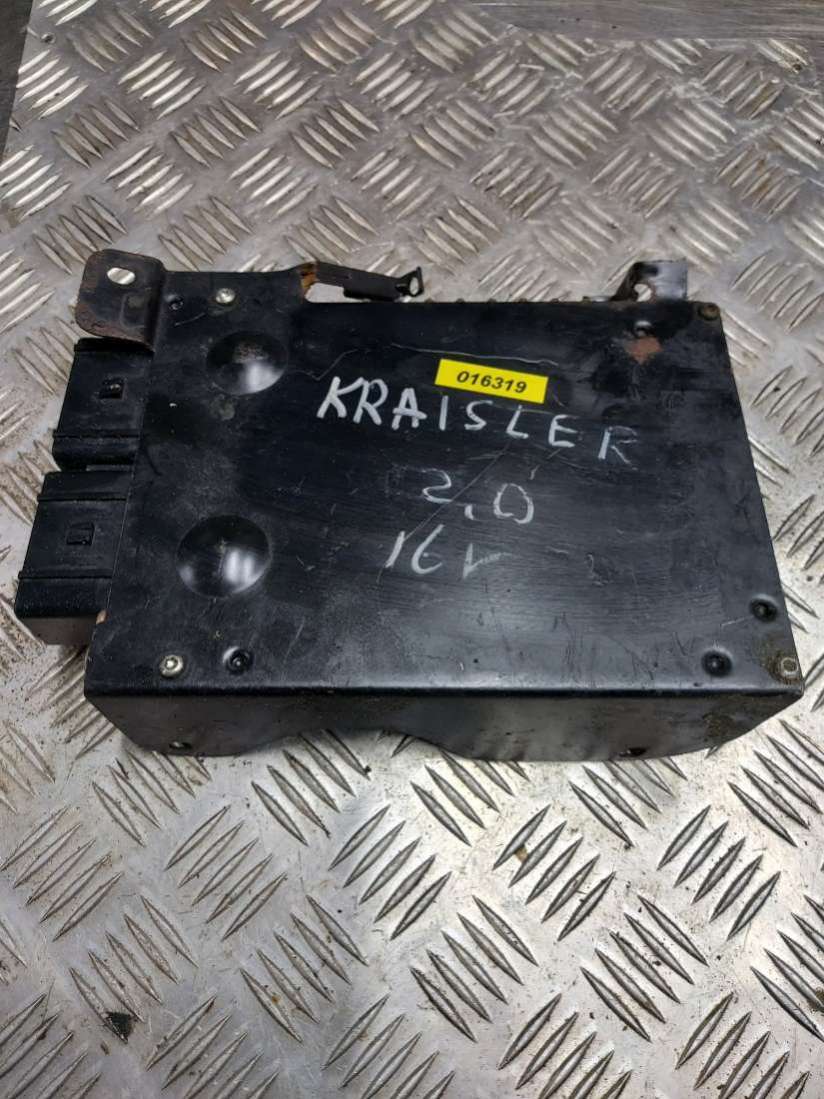 016319
KRAISLER
2,0
16V